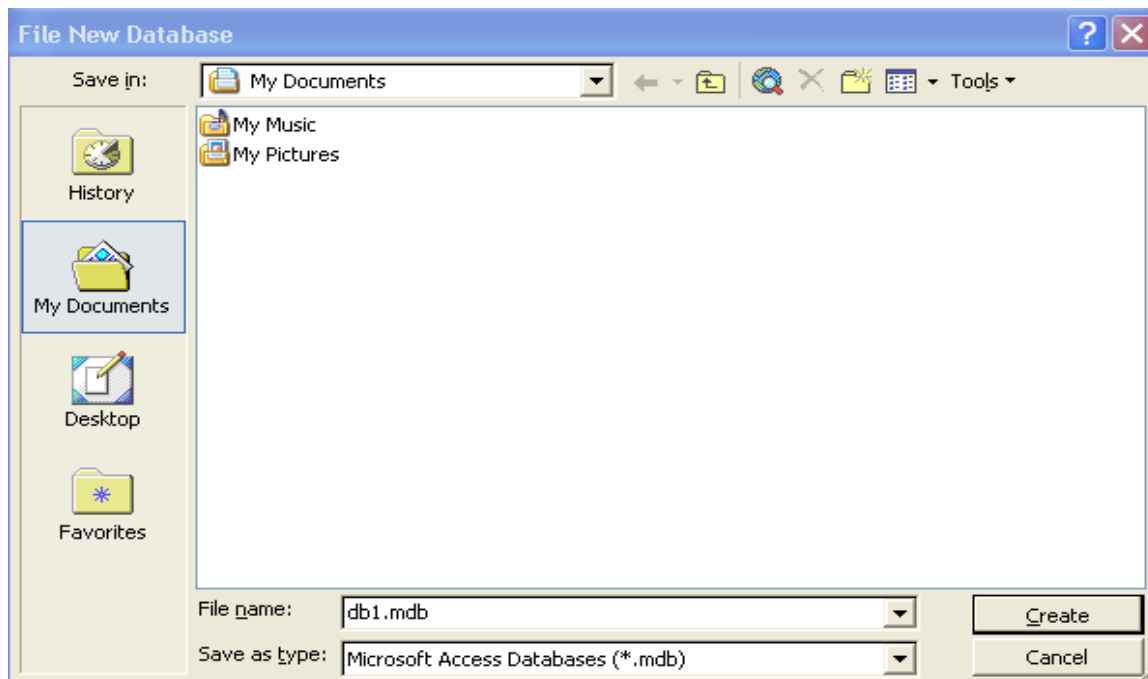 File New Database
Save in:
My Documents
Tools
My Music
My Pictures
History
My Documents
Desktop
Favorites
File name:
db1.mdb
Create
Save as type:
Microsoft Access Databases (*.mdb)
Cancel